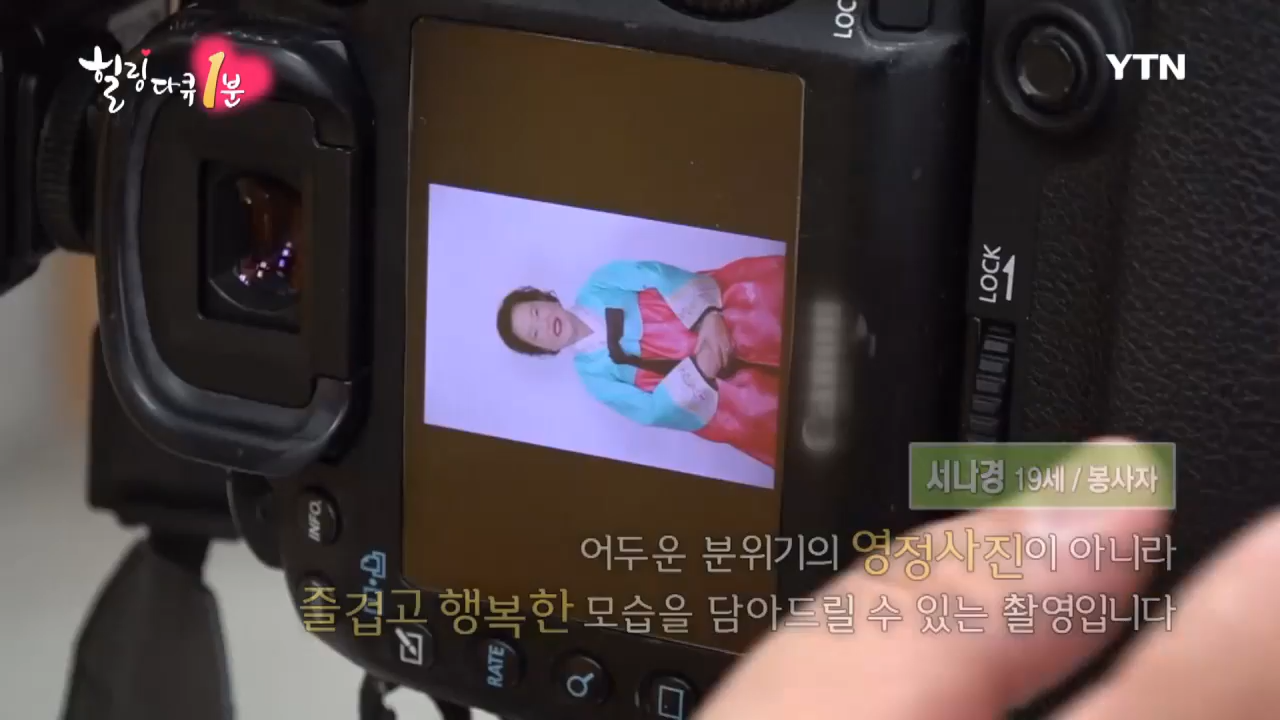 힐링다큐1분
YTN
LOC
LOCK
서나경 19세 / 봉사자
어두운 분위기의 영정사진이 아니라
즐겁고 행복한 모습을 담아드릴 수 있는 촬영입니다
INFO.
RATE